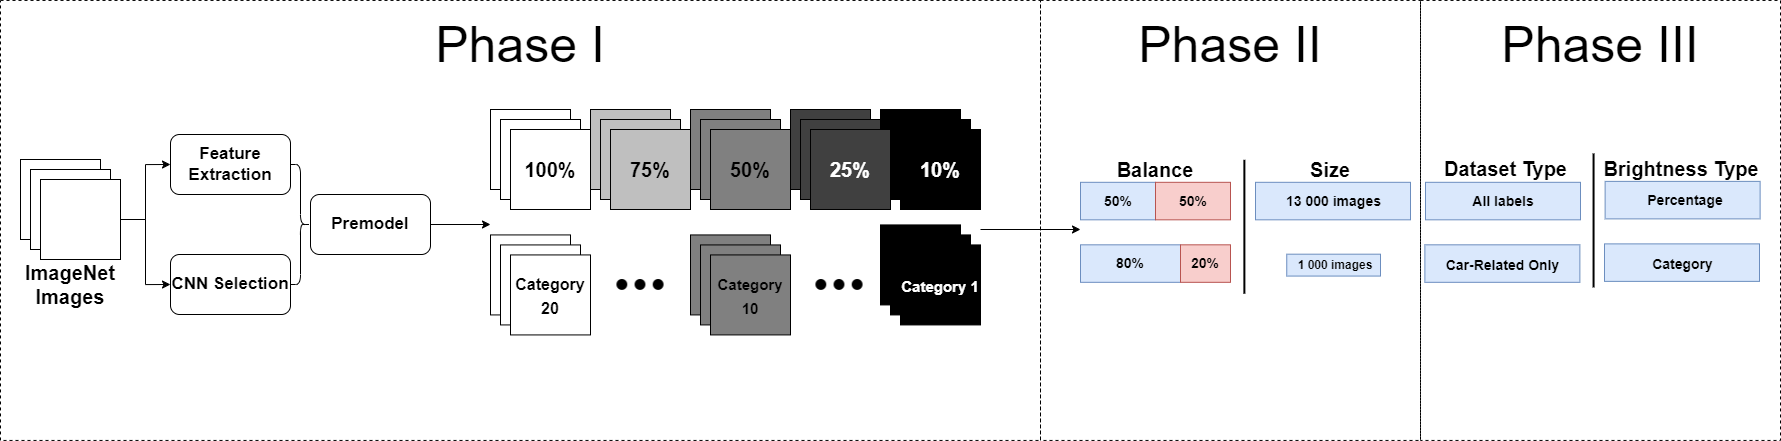 Phase I
Feature
Extraction
CNN Selection
ImageNet
Images
Premodel
100%
75%
50%
25%
10%
Category
20
Category
10
Category 1
Phase II
Balance
50%
50%
80%
20%
Size
13 000 images
1 000 images
Phase III
Dataset Type
All labels
Car-Related Only
Brightness Type
Percentage
Category